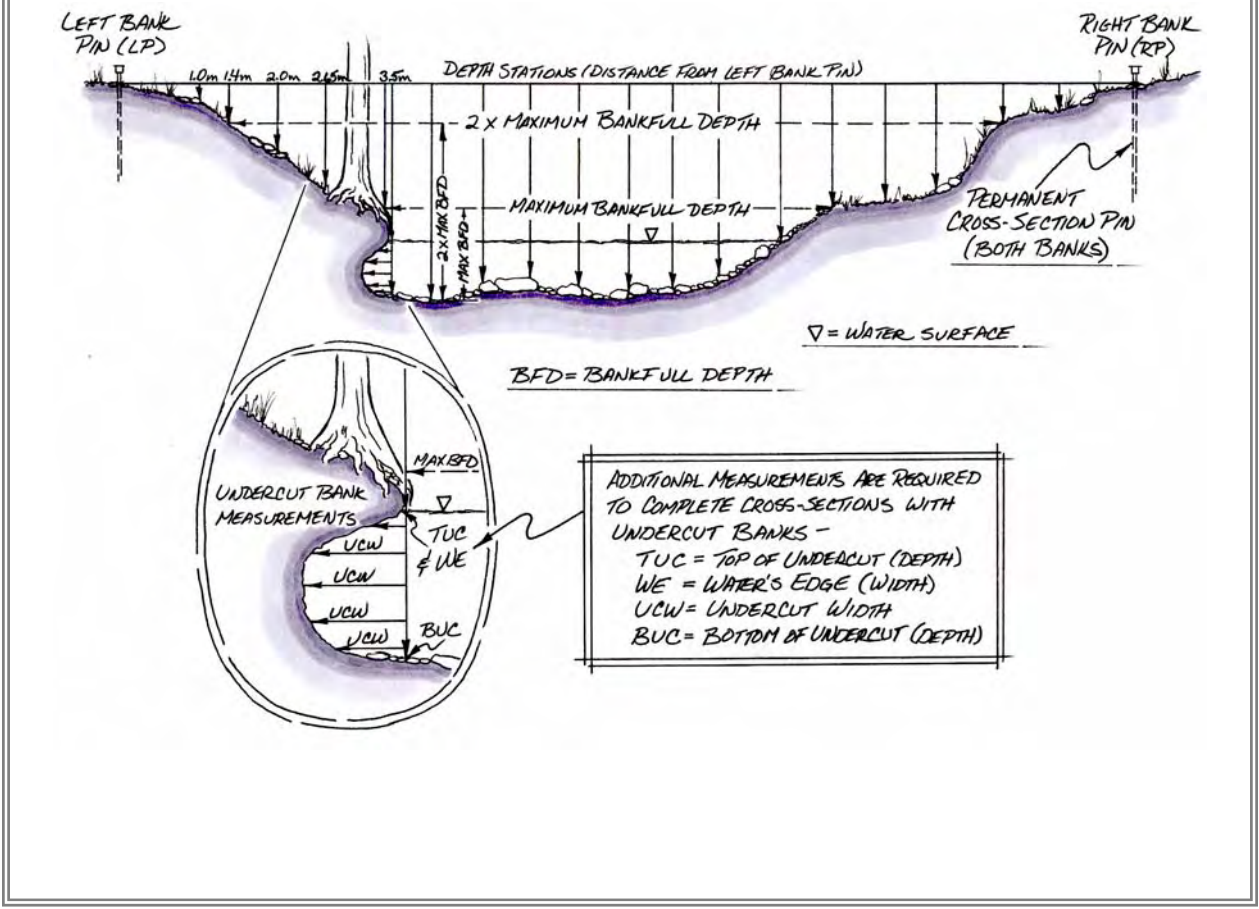 LEFT BANK
PIN (LP)
RIGHT BANK
PIN (RP)
1.0m 1.4m 2.0m 2.65m 3.5m
DEPTH STATIONS (DISTANCE FROM LEFT BANK PIN)
2 X MAXIMUM BANKFULL DEPTH
MAXIMUM BANKFULL DEPTH
2 X MAX BFD
MAX BFD
PERMANENT
CROSS-SECTION PIN
(BOTH BANKS)
▽ = WATER SURFACE
BFD = BANKFULL DEPTH
MAX BFD
UNDERCUT BANK
MEASUREMENTS
TUC
& WE
UCW
UCW
UCW
UCW
BUC
ADDITIONAL MEASUREMENTS ARE REQUIRED
TO COMPLETE CROSS-SECTIONS WITH
UNDERCUT BANKS -
TUC = TOP OF UNDERCUT (DEPTH)
WE = WATER'S EDGE (WIDTH)
UCW = UNDERCUT WIDTH
BUC = BOTTOM OF UNDERCUT (DEPTH)